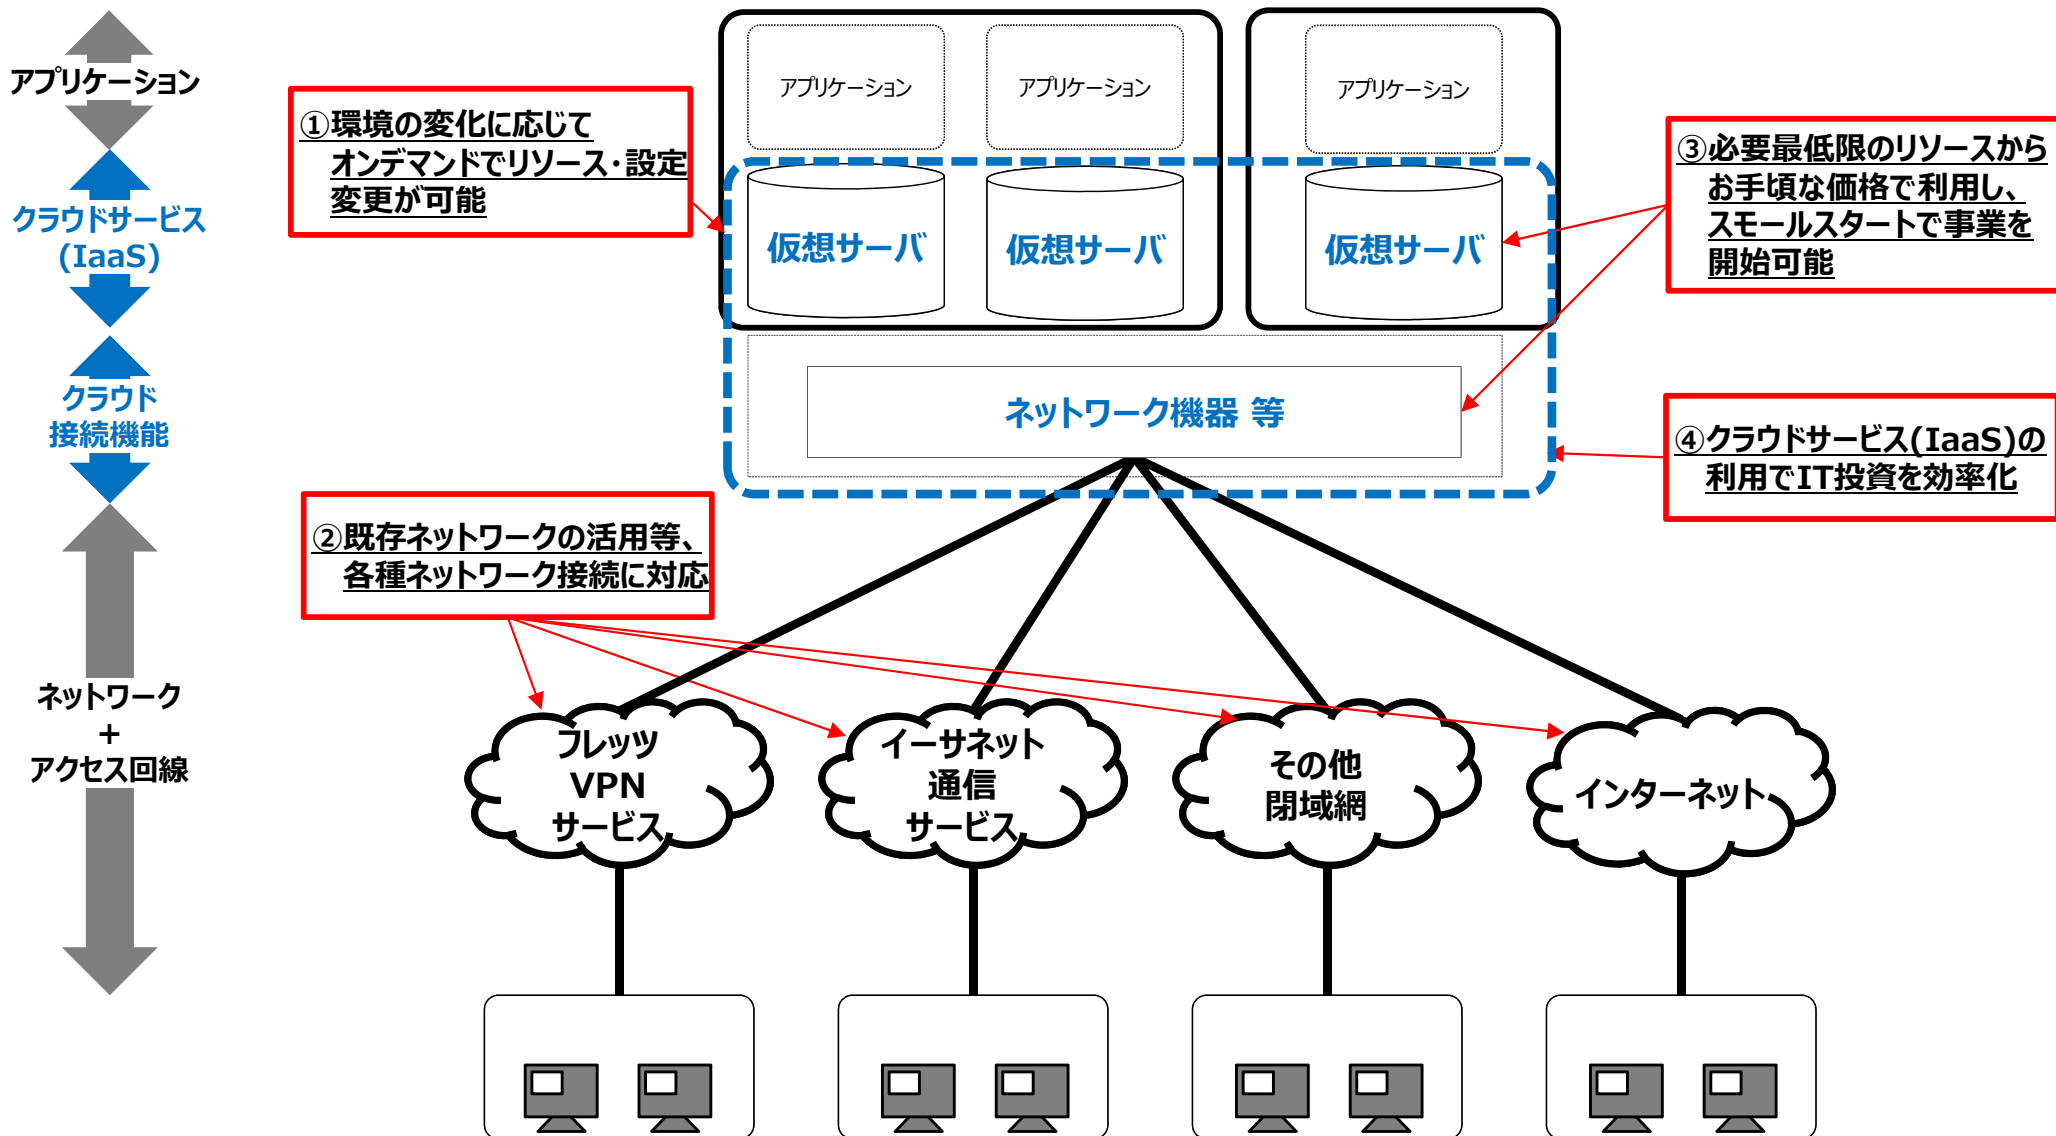 アプリケーション
クラウドサービス
(IaaS)
クラウド
接続機能
ネットワーク
+
アクセス回線
①環境の変化に応じて
オンデマンドでリソース・設定
変更が可能
アプリケーション
アプリケーション
アプリケーション
仮想サーバ
仮想サーバ
仮想サーバ
③必要最低限のリソースから
お手頃な価格で利用し、
スモールスタートで事業を
開始可能
ネットワーク機器 等
④クラウドサービス(IaaS)の
利用でIT投資を効率化
②既存ネットワークの活用等、
各種ネットワーク接続に対応
フレッツ
VPN
サービス
イーサネット
通信
サービス
その他
閉域網
インターネット